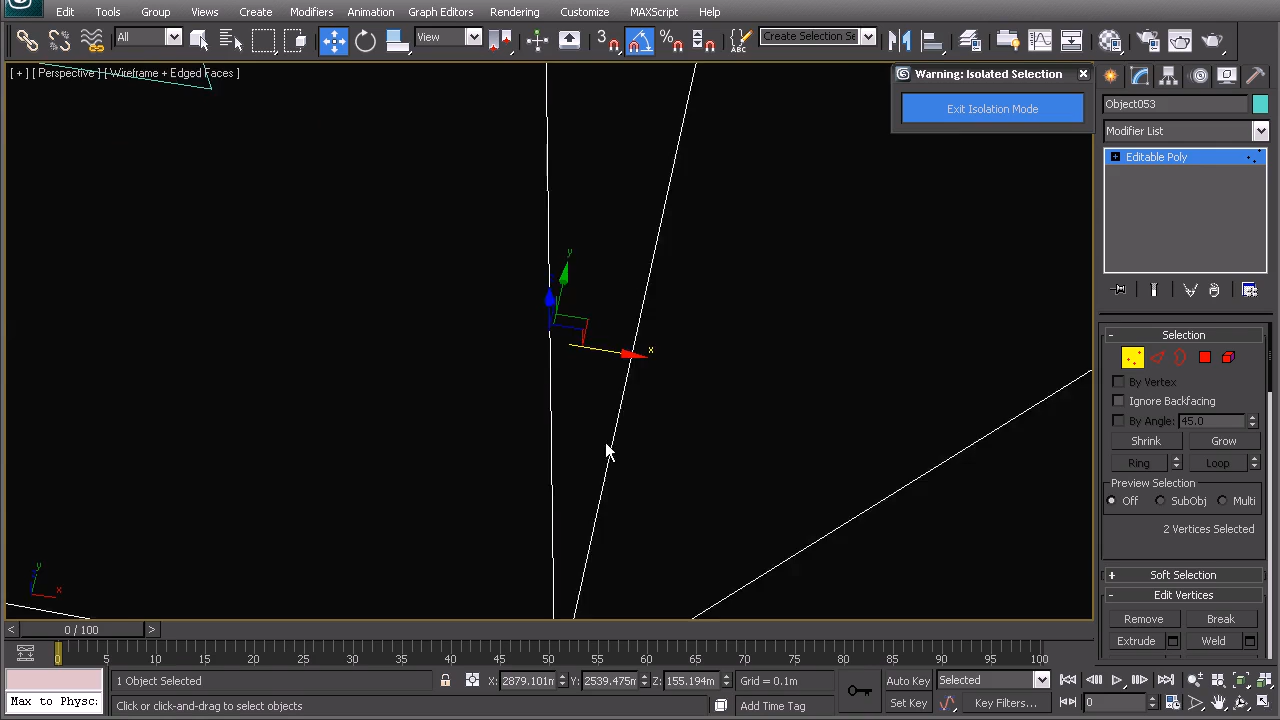 Edit Views Tools Group Create Modifiers Animation Graph Editors Rendering Customize MAXScript Help
All View 3 % ABC Create Selection Se
[ + ] [ Perspective ] [ Wireframe + Edged Faces ]
Warning: Isolated Selection
Exit Isolation Mode
Object053
Modifier List
Editable Poly
y
x
y
x
Selection
By Vertex
Ignore Backfacing
By Angle: 45.0
Shrink Grow
Ring Loop
Preview Selection
Off SubObj Multi
2 Vertices Selected
Soft Selection
Edit Vertices
Remove Break
Extrude Weld
< 0 / 100 >
0 5 10 15 20 25 30 35 40 45 50 55 60 65 70 75 80 85 90 95 100
1 Object Selected X: 2879.101m Y: 2539.475m Z: 155.194m Grid = 0.1m Auto Key Selected
Max to Physc: Click or click-and-drag to select objects Add Time Tag Set Key Key Filters... 0